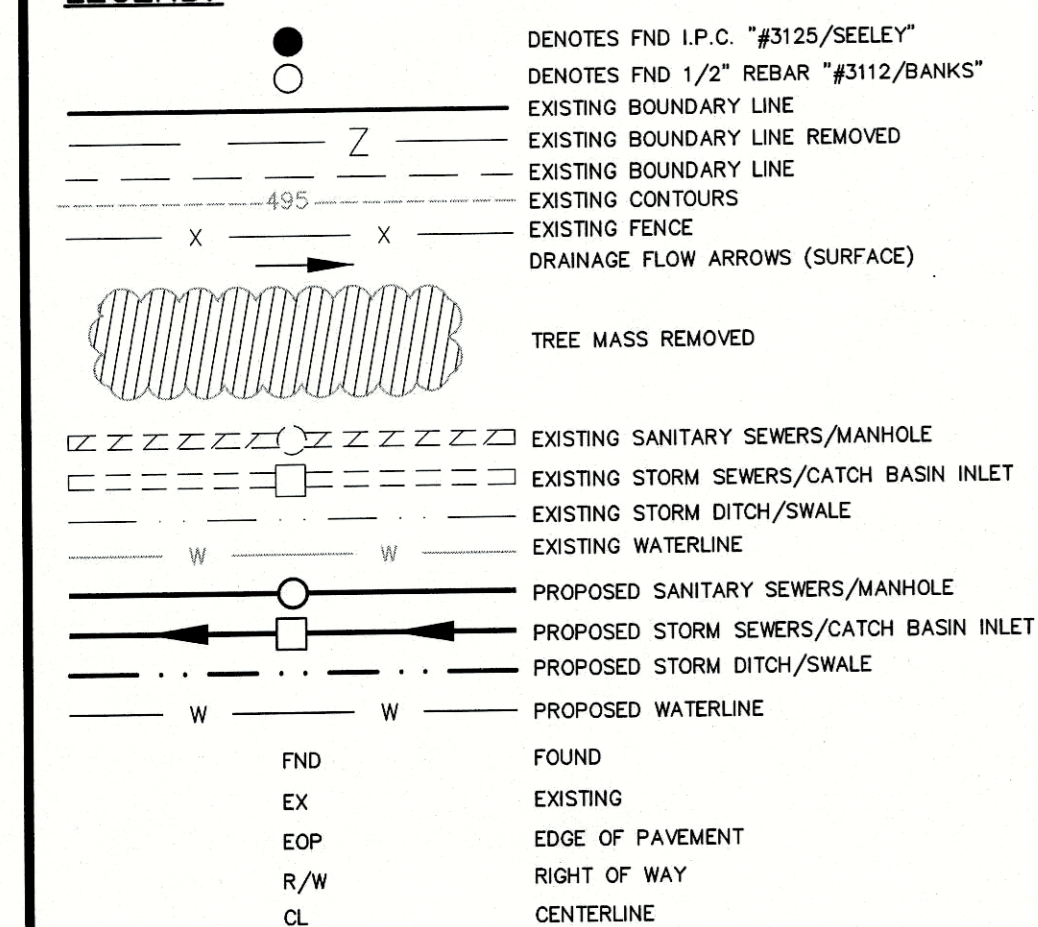 DENOTES FND I.P.C. "#3125/SEELEY"
DENOTES FND 1/2" REBAR "#3112/BANKS"
EXISTING BOUNDARY LINE
Z EXISTING BOUNDARY LINE REMOVED
EXISTING BOUNDARY LINE
495 EXISTING CONTOURS
X X EXISTING FENCE
DRAINAGE FLOW ARROWS (SURFACE)
TREE MASS REMOVED
Z Z Z Z Z Z Z Z Z Z EXISTING SANITARY SEWERS/MANHOLE
EXISTING STORM SEWERS/CATCH BASIN INLET
EXISTING STORM DITCH/SWALE
W W EXISTING WATERLINE
PROPOSED SANITARY SEWERS/MANHOLE
PROPOSED STORM SEWERS/CATCH BASIN INLET
PROPOSED STORM DITCH/SWALE
W W PROPOSED WATERLINE
FND FOUND
EX EXISTING
EOP EDGE OF PAVEMENT
R/W RIGHT OF WAY
CL CENTERLINE